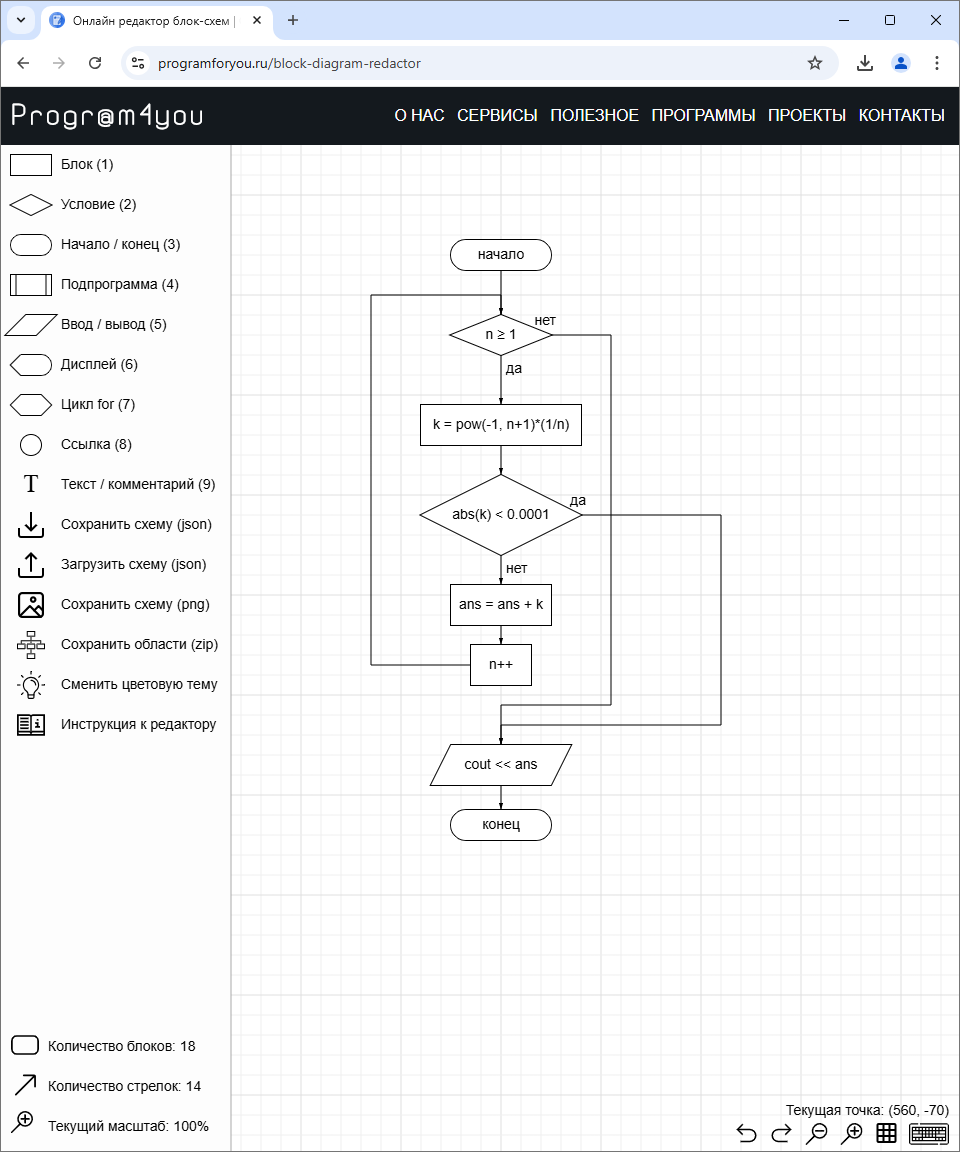 Онлайн редактор блок-схем |
programforyou.ru/block-diagram-redactor
Progr@m4you
О НАС СЕРВИСЫ ПОЛЕЗНОЕ ПРОГРАММЫ ПРОЕКТЫ КОНТАКТЫ
Блок (1)
Условие (2)
Начало / конец (3)
Подпрограмма (4)
Ввод / вывод (5)
Дисплей (6)
Цикл for (7)
Ссылка (8)
T Текст / комментарий (9)
Сохранить схему (json)
Загрузить схему (json)
Сохранить схему (png)
Сохранить области (zip)
Сменить цветовую тему
Инструкция к редактору
Количество блоков: 18
Количество стрелок: 14
Текущий масштаб: 100%
начало
нет
n ≥ 1
да
k = pow(-1, n+1)*(1/n)
да
abs(k) < 0.0001
нет
ans = ans + k
n++
cout << ans
конец
Текущая точка: (560, -70)